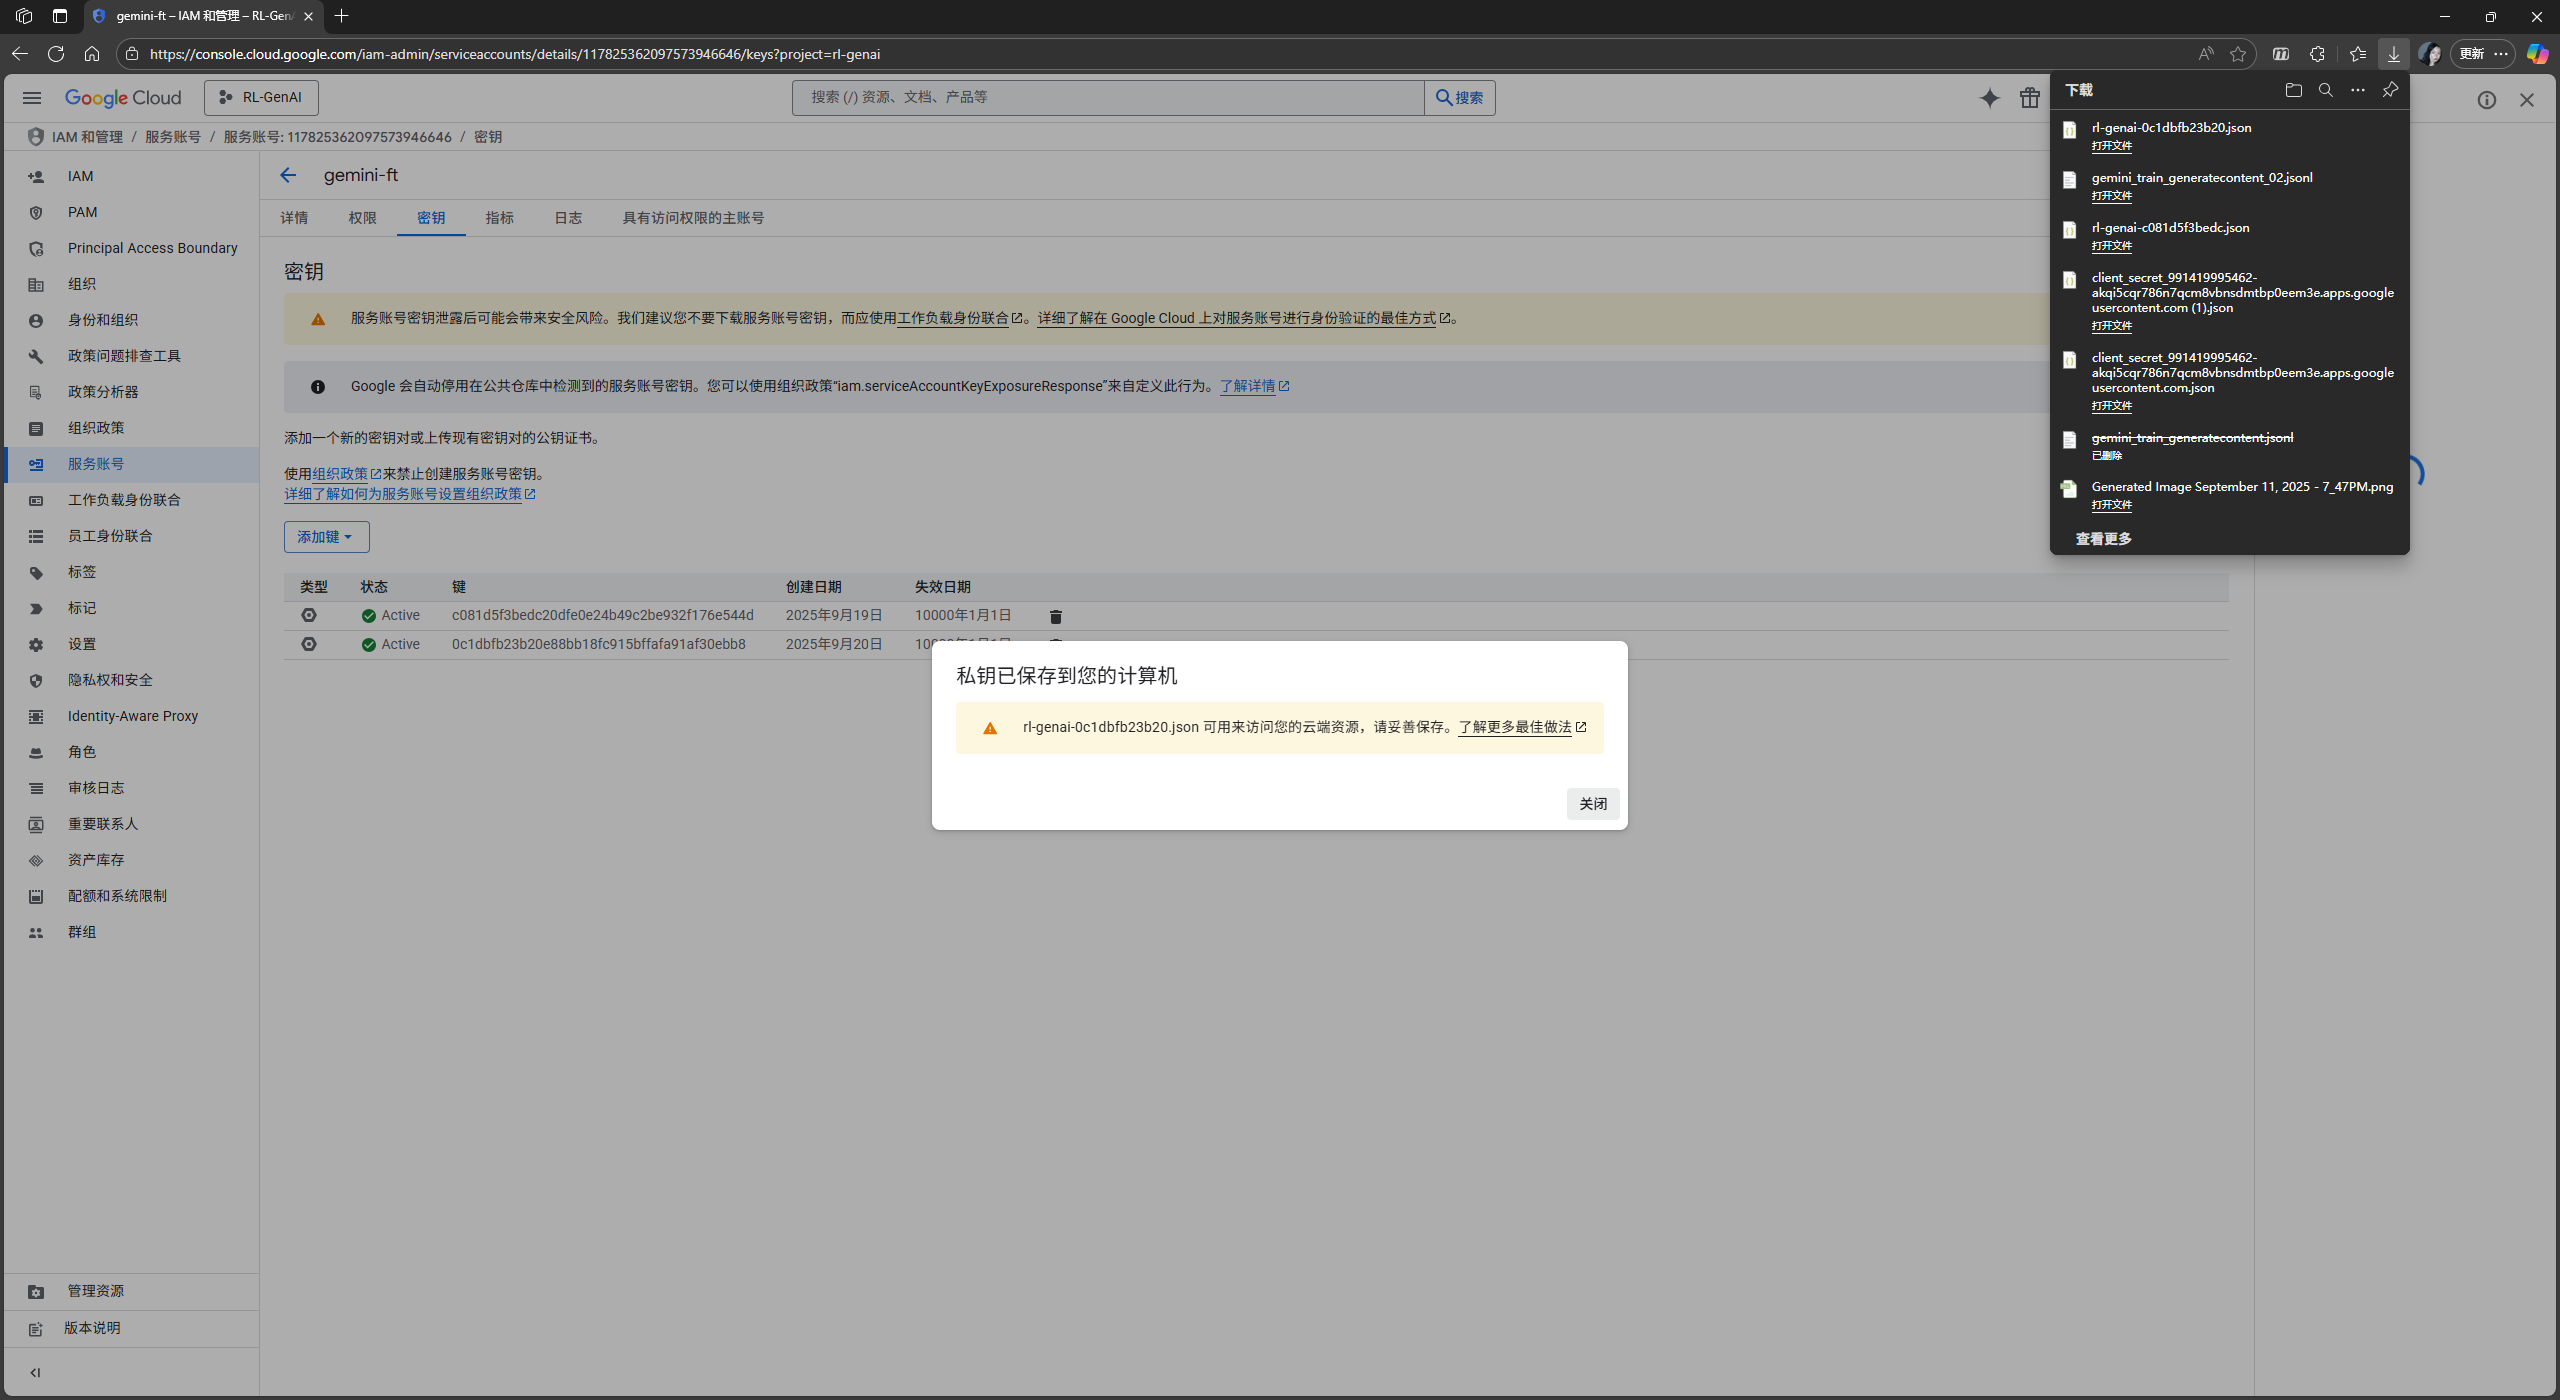 gemini-ft – IAM 和管理 – RL-GenA
https://console.cloud.google.com/iam-admin/serviceaccounts/details/117825362097573946646/keys?project=rl-genai
更新
Google Cloud
RL-GenAI
搜索 (/) 资源、文档、产品等
搜索
IAM 和管理 / 服务账号 / 服务账号: 117825362097573946646 / 密钥
IAM
PAM
Principal Access Boundary
组织
身份和组织
政策问题排查工具
政策分析器
组织政策
服务账号
工作负载身份联合
员工身份联合
标签
标记
设置
隐私权和安全
Identity-Aware Proxy
角色
审核日志
重要联系人
资产库存
配额和系统限制
群组
管理资源
版本说明
gemini-ft
详情 权限 密钥 指标 日志 具有访问权限的主账号
密钥
服务账号密钥泄露后可能会带来安全风险。我们建议您不要下载服务账号密钥，而应使用工作负载身份联合。详细了解在 Google Cloud 上对服务账号进行身份验证的最佳方式。
Google 会自动停用在公共仓库中检测到的服务账号密钥。您可以使用组织政策“iam.serviceAccountKeyExposureResponse”来自定义此行为。了解详情
添加一个新的密钥对或上传现有密钥对的公钥证书。
使用组织政策来禁止创建服务账号密钥。
详细了解如何为服务账号设置组织政策
添加键
类型 状态 键 创建日期 失效日期
Active c081d5f3bedc20dfe0e24b49c2be932f176e544d 2025年9月19日 10000年1月1日
Active 0c1dbfb23b20e88bb18fc915bffafa91af30ebb8 2025年9月20日 10000年1月1日
私钥已保存到您的计算机
rl-genai-0c1dbfb23b20.json 可用来访问您的云端资源，请妥善保存。了解更多最佳做法
关闭
下载
rl-genai-0c1dbfb23b20.json
打开文件
gemini_train_generatecontent_02.jsonl
打开文件
rl-genai-c081d5f3bedc.json
打开文件
client_secret_991419995462-
akqi5cqr786n7qcm8vbnsdmtbp0eem3e.apps.google
usercontent.com (1).json
打开文件
client_secret_991419995462-
akqi5cqr786n7qcm8vbnsdmtbp0eem3e.apps.google
usercontent.com.json
打开文件
gemini_train_generatecontent.jsonl
已删除
Generated Image September 11, 2025 - 7_47PM.png
打开文件
查看更多